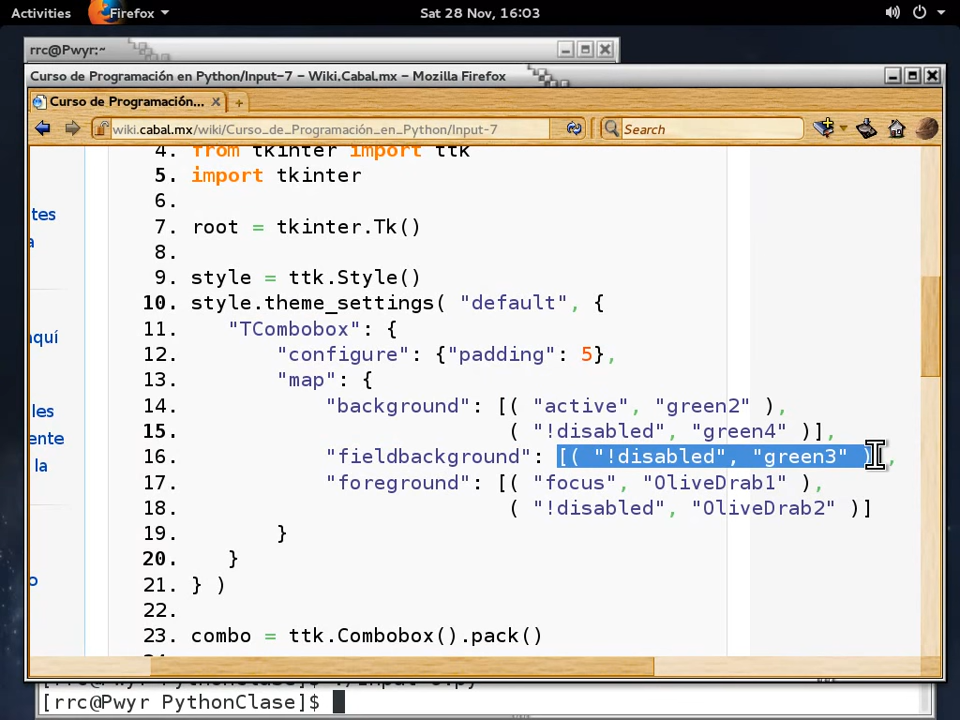 Activities Firefox Sat 28 Nov, 16:03
rrc@Pwyr:~
Curso de Programación en Python/Input-7 – Wiki.Cabal.mx – Mozilla Firefox
Curso de Programación...
wiki.cabal.mx/wiki/Curso_de_Programación_en_Python/Input-7 Search
4. from tkinter import ttk
5. import tkinter
tes
6.
a
7. root = tkinter.Tk()
8.
9. style = ttk.Style()
10. style.theme_settings( "default", {
11. "TCombobox": {
aquí
12. "configure": {"padding": 5},
13. "map": {
14. "background": [( "active", "green2" ),
les
15. ( "!disabled", "green4" )],
ente
16. "fieldbackground": [( "!disabled", "green3" )],
la
17. "foreground": [( "focus", "OliveDrab1" ),
18. ( "!disabled", "OliveDrab2" )]
19. }
o
20. }
21. } )
o
22.
23. combo = ttk.Combobox().pack()
[rrc@Pwyr PythonClase]$